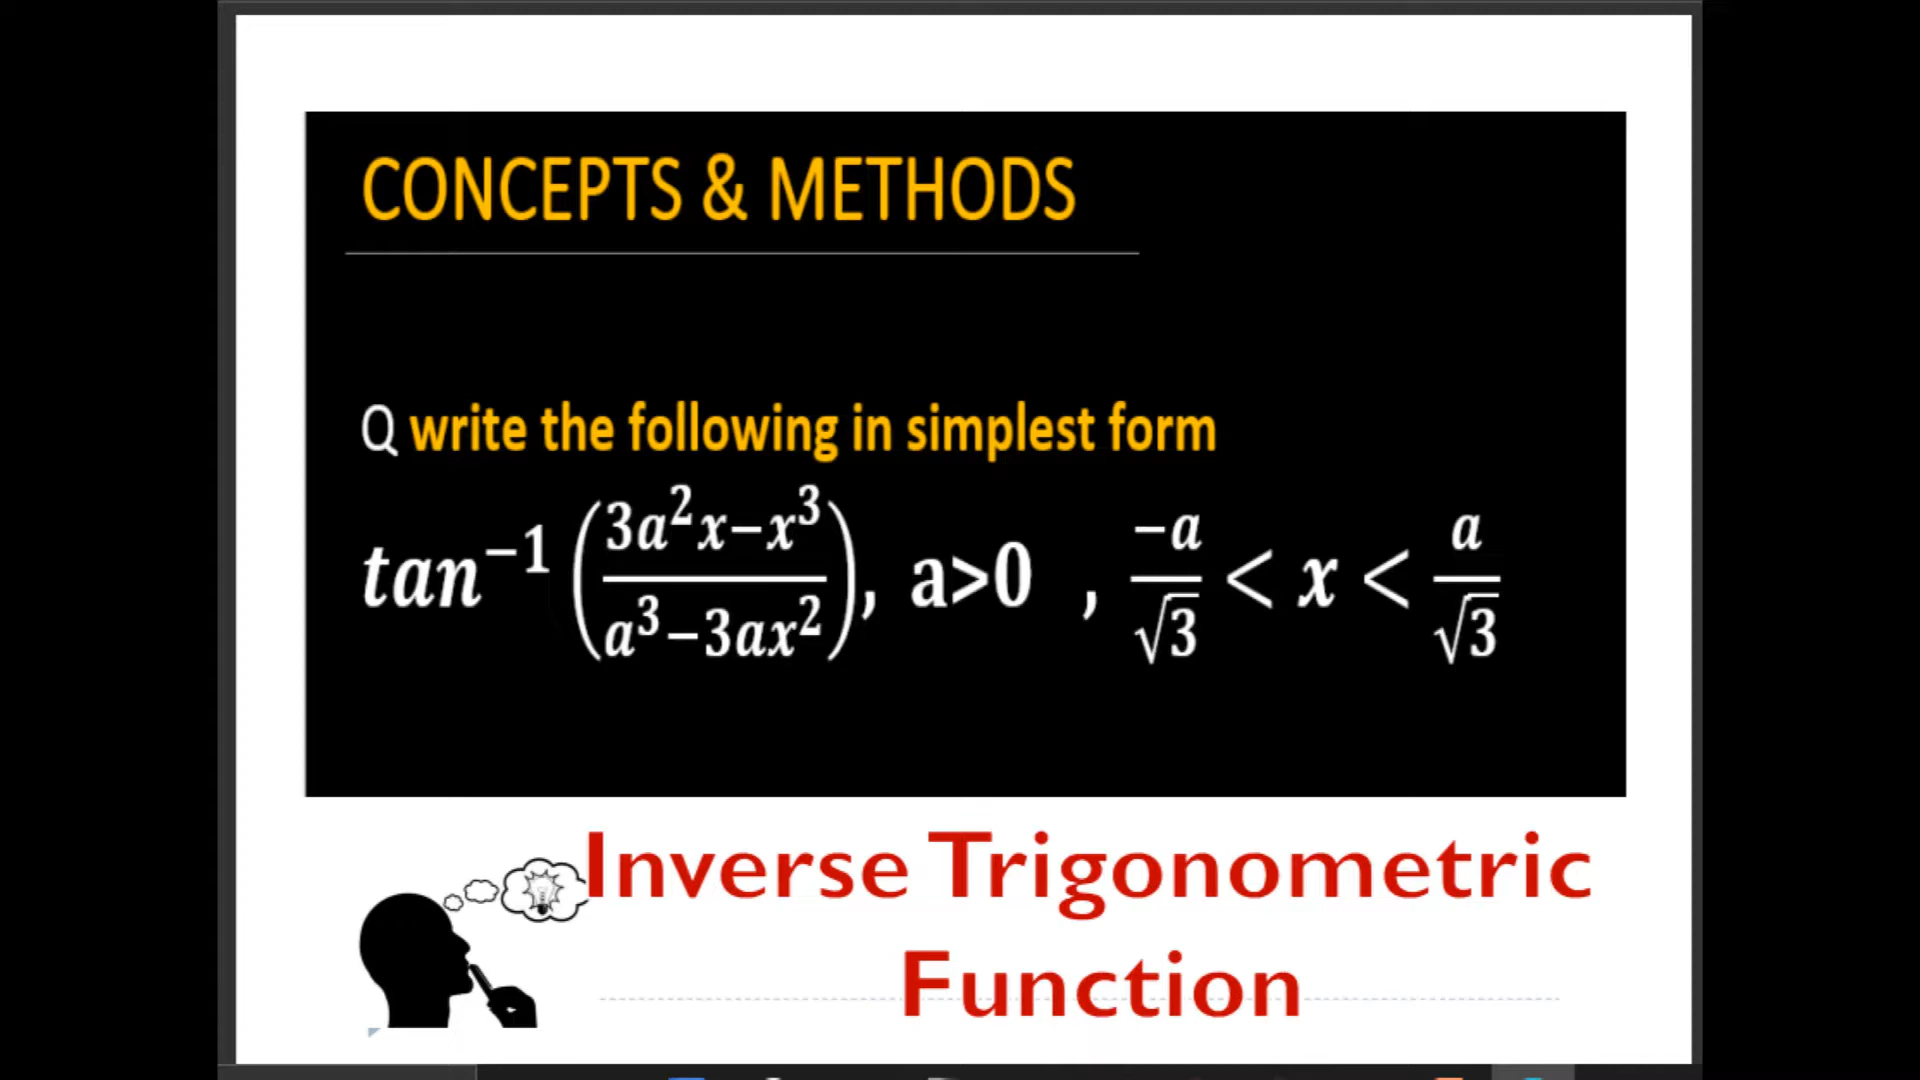 CONCEPTS & METHODS
Q write the following in simplest form
tan⁻¹ ((3a²x−x³)/(a³−3ax²)), a>0 , −a/√3 < x < a/√3
Inverse Trigonometric
Function